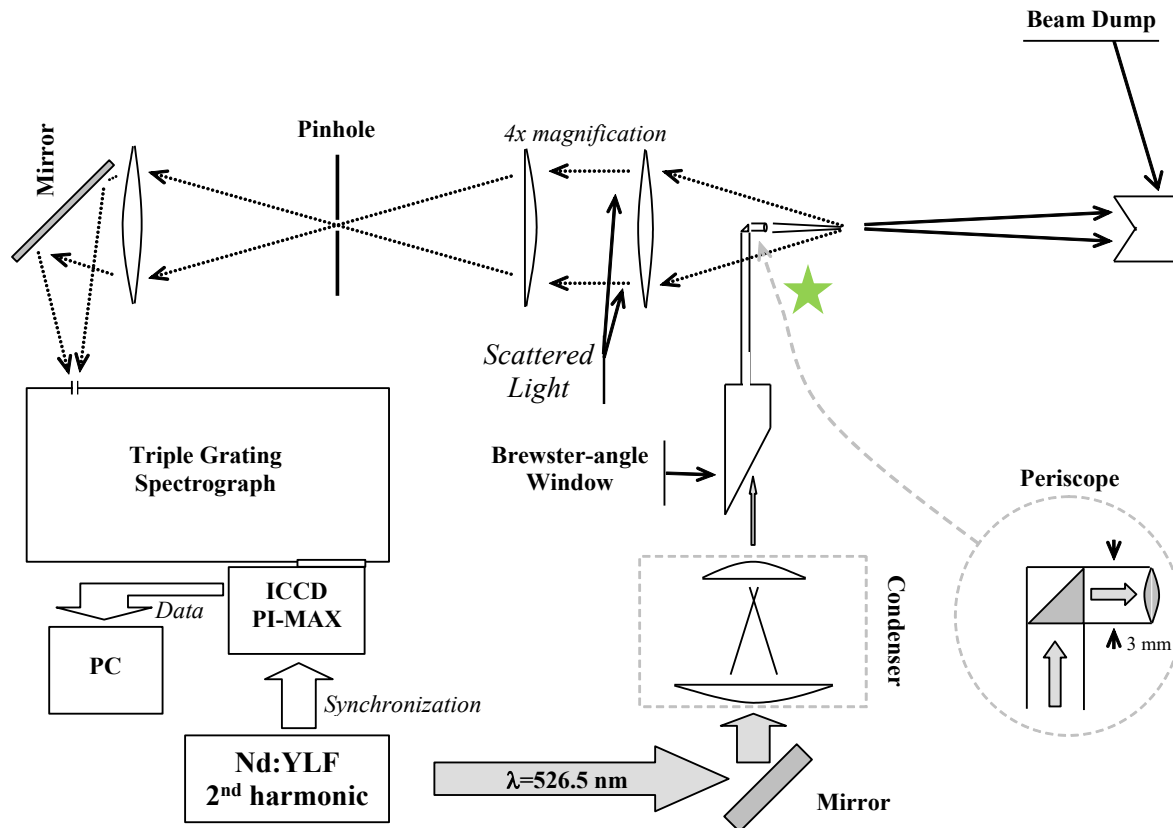 Beam Dump
Mirror
Pinhole
4x magnification
Scattered
Light
Triple Grating
Spectrograph
Brewster-angle
Window
Periscope
ICCD
PI-MAX
Data
PC
Condenser
3 mm
Synchronization
Nd:YLF
2nd harmonic
λ=526.5 nm
Mirror